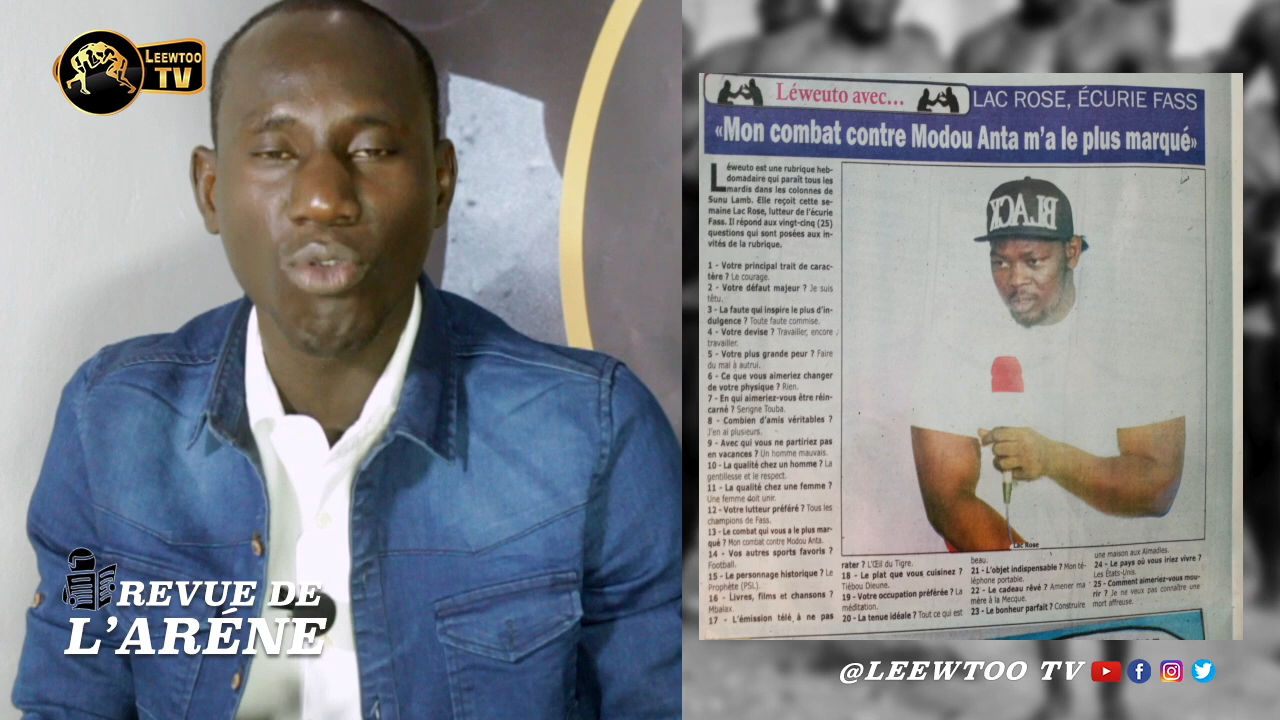 LEEWTOO
TV
REVUE DE
L'ARÉNE
Léweuto avec...
LAC ROSE, ÉCURIE FASS
«Mon combat contre Modou Anta m'a le plus marqué»
Léweuto est une rubrique heb-
domadaire qui paraît tous les
mardis dans les colonnes de
Sunu Lamb. Elle reçoit cette se-
maine Lac Rose, lutteur de l'écurie
Fass. Il répond aux vingt-cinq (25)
questions qui sont posées aux in-
vités de la rubrique.
1 - Votre principal trait de carac-
tère ? Le courage.
2 - Votre défaut majeur ? Je suis
têtu.
3 - La faute qui inspire le plus d'in-
dulgence ? Toute faute commise.
4 - Votre devise ? Travailler, encore
travailler.
5 - Votre plus grande peur ? Faire
du mal à autrui.
6 - Ce que vous aimeriez changer
de votre physique ? Rien.
7 - En qui aimeriez-vous être réin-
carné ? Serigne Touba.
8 - Combien d'amis véritables ?
J'en ai plusieurs.
9 - Avec qui vous ne partiriez pas
en vacances ? Un homme mauvais.
10 - La qualité chez un homme ? La
gentillesse et le respect.
11 - La qualité chez une femme ?
Une femme doit unir.
12 - Votre lutteur préféré ? Tous les
champions de Fass.
13 - Le combat qui vous a le plus mar-
qué ? Mon combat contre Modou Anta.
14 - Vos autres sports favoris ?
Football.
15 - Le personnage historique ? Le
Prophète (PSL).
16 - Livres, films et chansons ?
Mbalax.
17 - L'émission télé à ne pas
rater ? L'Œil du Tigre.
18 - Le plat que vous cuisinez ?
Tiébou Dieune.
19 - Votre occupation préférée ? La
méditation.
20 - La tenue idéale ? Tout ce qui est
beau.
21 - L'objet indispensable ? Mon té-
léphone portable.
22 - Le cadeau rêvé ? Amener ma
mère à la Mecque.
23 - Le bonheur parfait ? Construire
une maison aux Almadies.
24 - Le pays où vous iriez vivre ?
Les États-Unis.
25 - Comment aimeriez-vous mou-
rir ? Je ne veux pas connaître une
mort affreuse.
BLACK
Lac Rose
@LEEWTOO TV